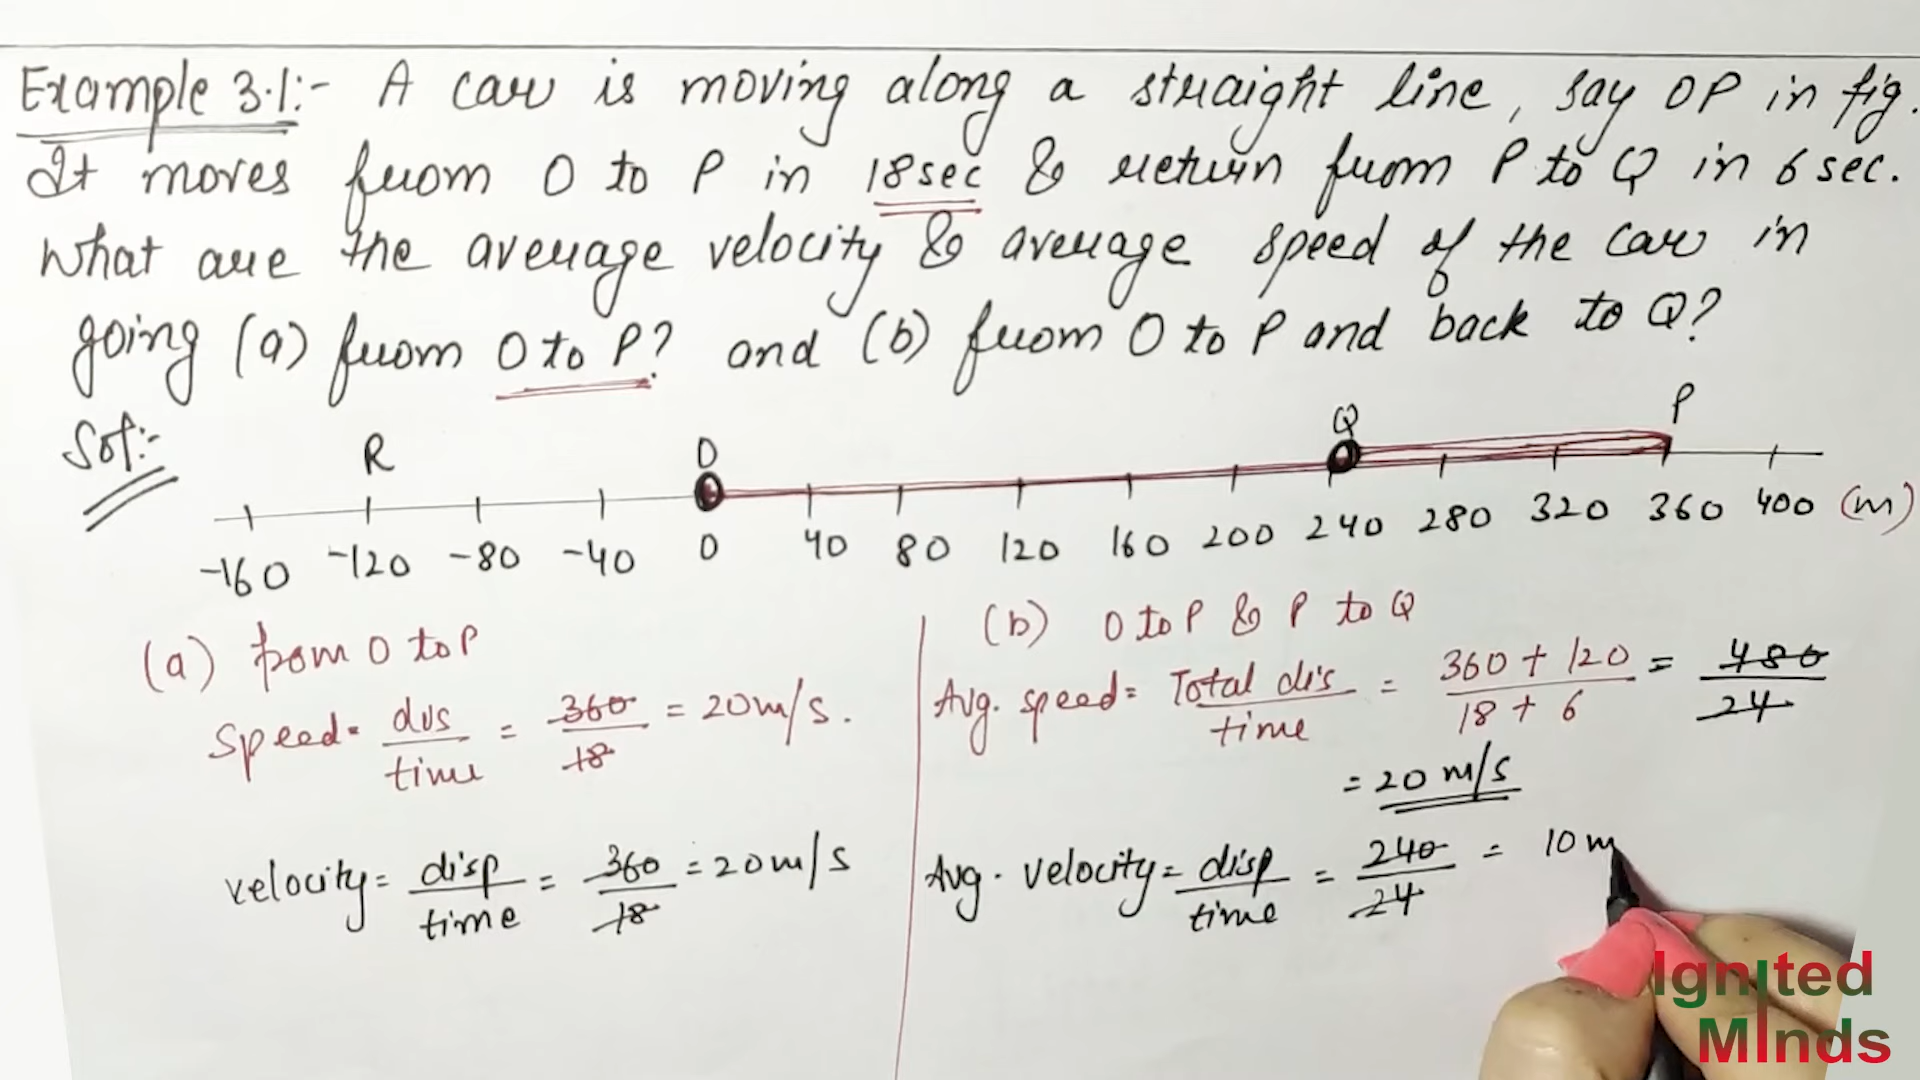 Example 3.1:- A car is moving along a straight line, say OP in fig.
It moves from O to P in 18sec & return from P to Q in 6 sec.
What are the average velocity & average speed of the car in
going (a) from O to P? and (b) from O to P and back to Q?
Sol:-
R O Q P
-160 -120 -80 -40 0 40 80 120 160 200 240 280 320 360 400 (m)
(a) from O to P
Speed = dis/time = 360/18 = 20m/s.
velocity = disp/time = 360/18 = 20m/s
(b) O to P & P to Q
Avg. speed = Total dis/time = 360 + 120/18 + 6 = 480/24
= 20 m/s
Avg. velocity = disp/time = 240/24 = 10 m
Ignited
Minds